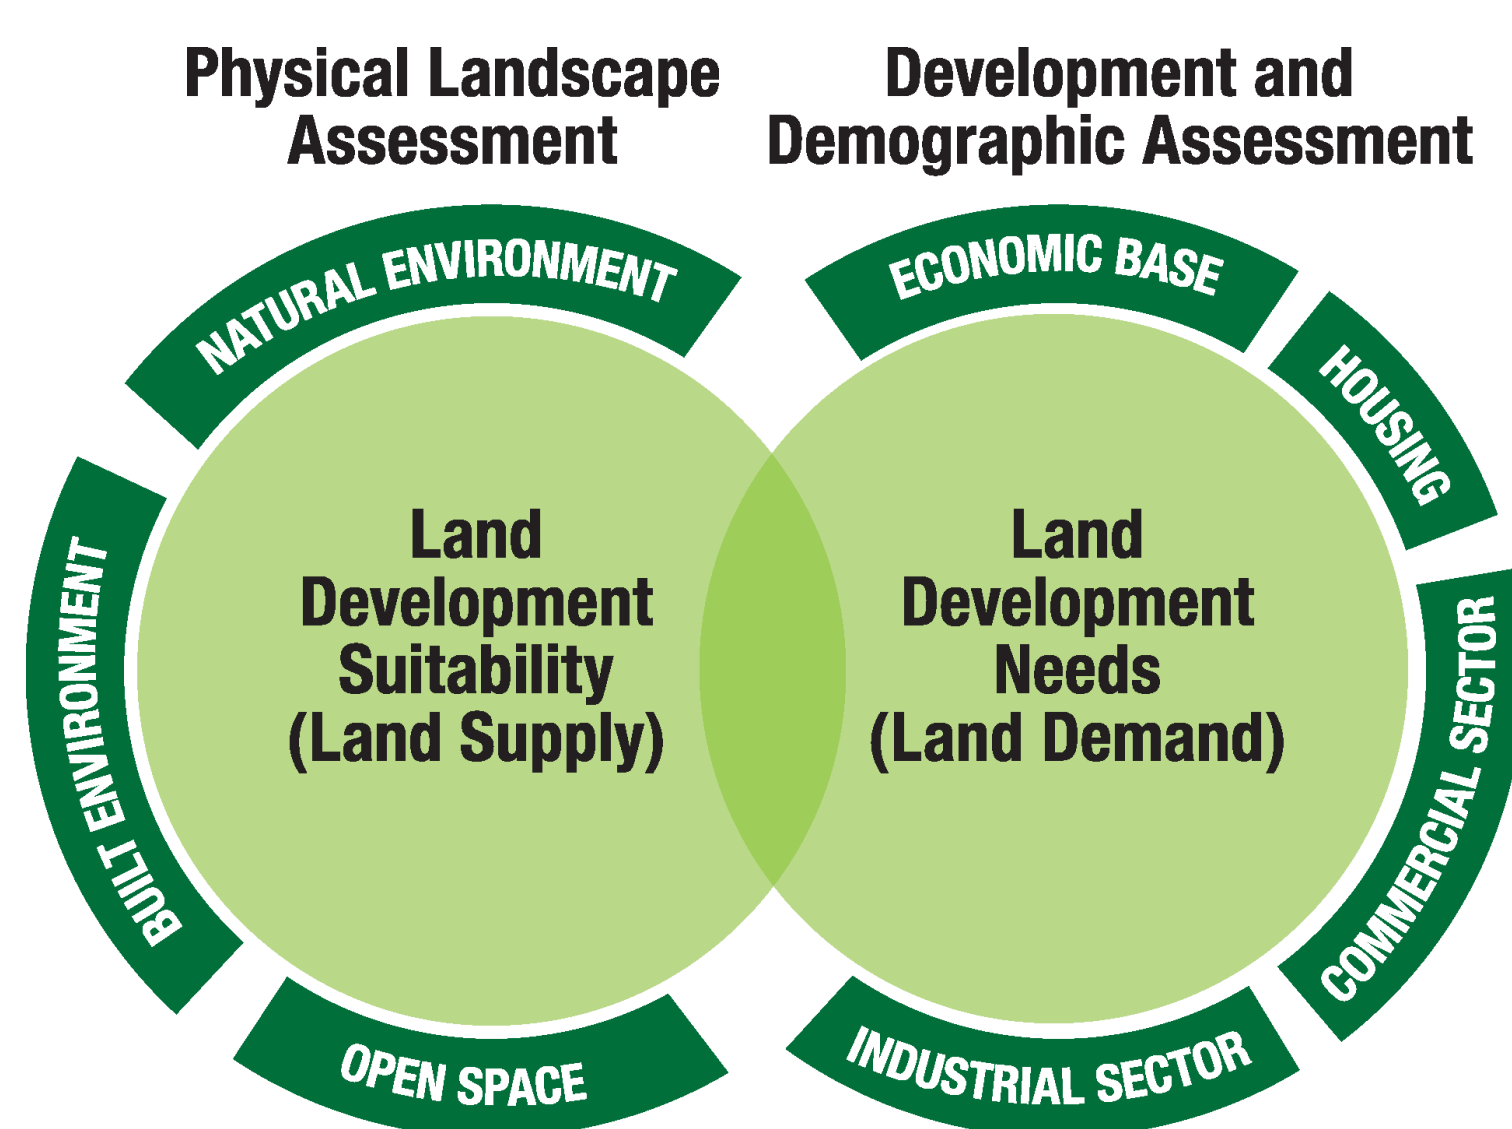 Physical Landscape
Assessment
Development and
Demographic Assessment
NATURAL ENVIRONMENT
BUILT ENVIRONMENT
OPEN SPACE
Land
Development
Suitability
(Land Supply)
ECONOMIC BASE
HOUSING
COMMERCIAL SECTOR
INDUSTRIAL SECTOR
Land
Development
Needs
(Land Demand)